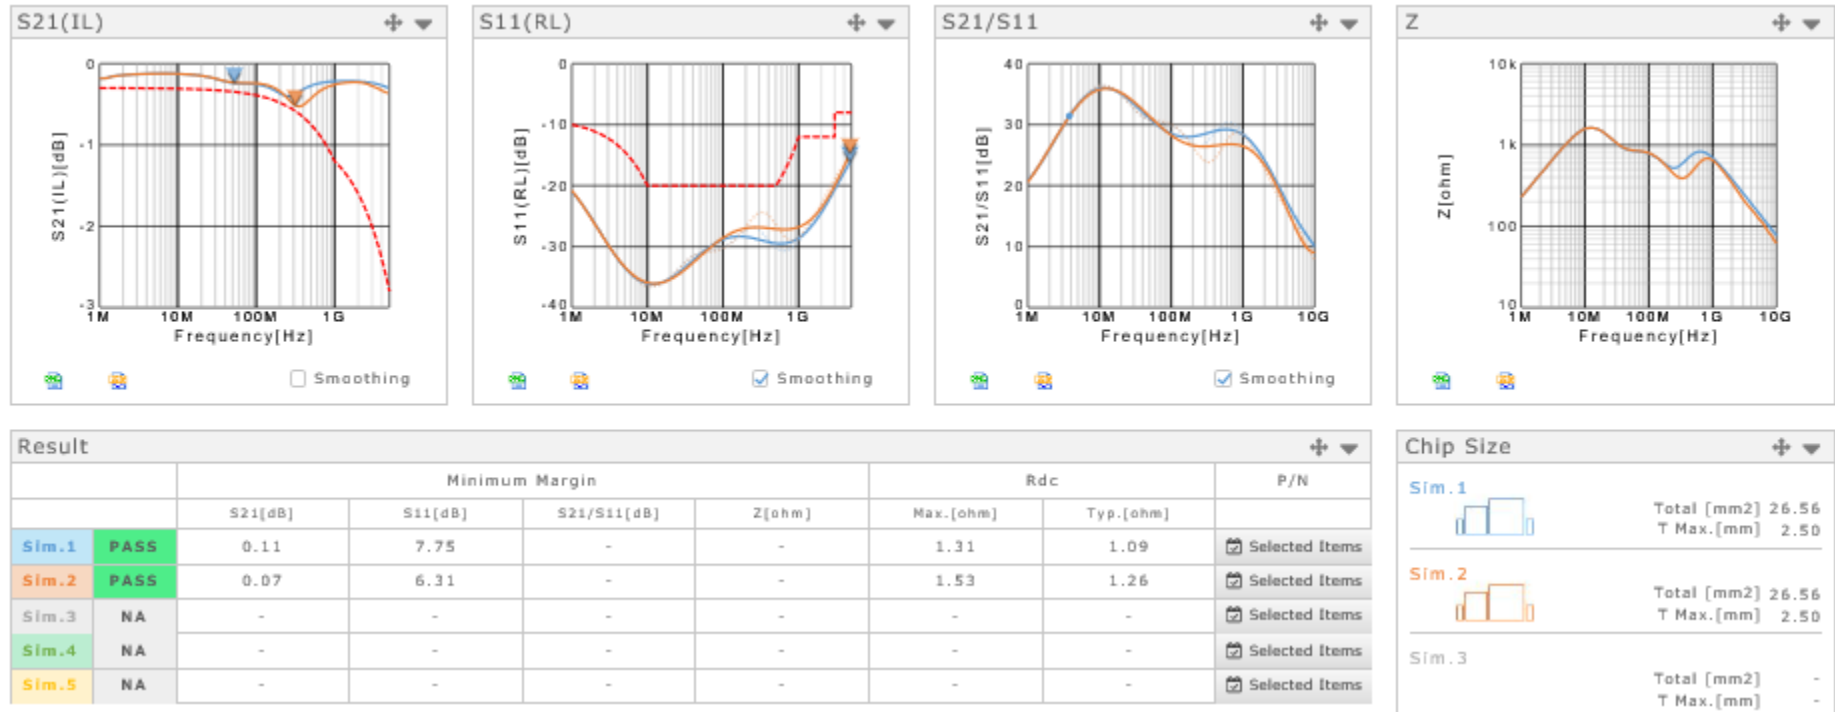 S21(IL)
0
-1
-2
-3
S21(IL)[dB]
1M 10M 100M 1G
Frequency[Hz]
Smoothing
S11(RL)
0
-10
-20
-30
-40
S11(RL)[dB]
1M 10M 100M 1G
Frequency[Hz]
Smoothing
S21/S11
40
30
20
10
0
S21/S11[dB]
1M 10M 100M 1G 10G
Frequency[Hz]
Smoothing
Z
10k
1k
100
10
Z[ohm]
1M 10M 100M 1G 10G
Frequency[Hz]
Result
Minimum Margin Rdc P/N
S21[dB] S11[dB] S21/S11[dB] Z[ohm] Max.[ohm] Typ.[ohm]
Sim.1 PASS 0.11 7.75 - - 1.31 1.09 Selected Items
Sim.2 PASS 0.07 6.31 - - 1.53 1.26 Selected Items
Sim.3 NA - - - - - - Selected Items
Sim.4 NA - - - - - - Selected Items
Sim.5 NA - - - - - - Selected Items
Chip Size
Sim.1
Total [mm2] 26.56
T Max.[mm] 2.50
Sim.2
Total [mm2] 26.56
T Max.[mm] 2.50
Sim.3
Total [mm2] -
T Max.[mm] -